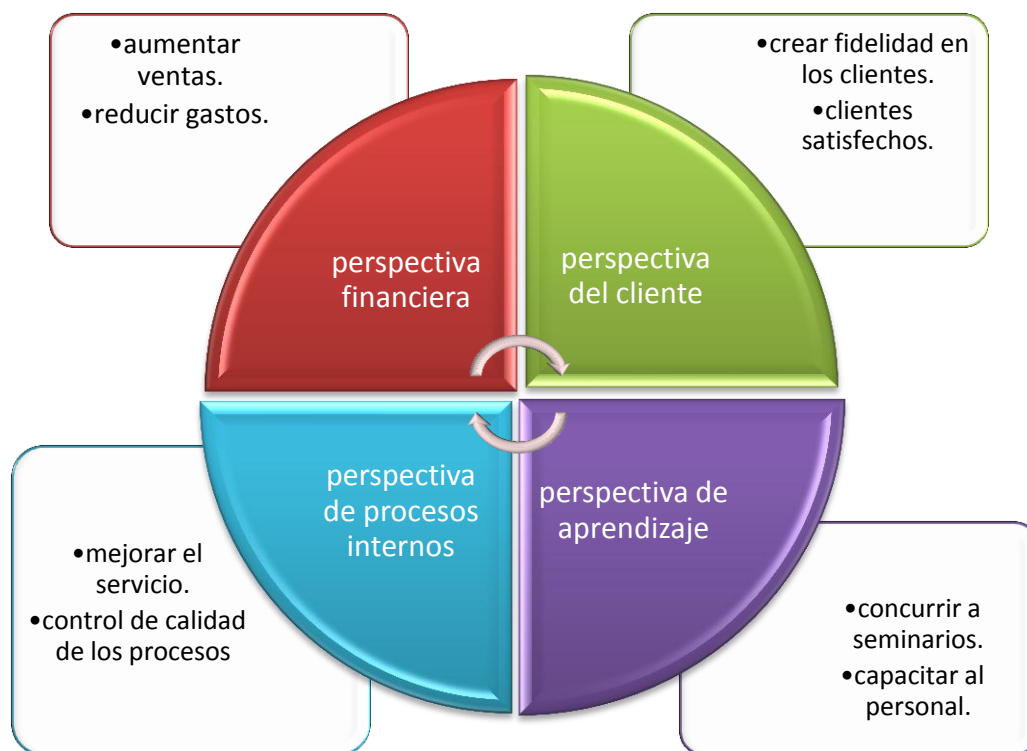 •aumentar
ventas.
•reducir gastos.
•crear fidelidad en
los clientes.
•clientes
satisfechos.
perspectiva
financiera
perspectiva
del cliente
perspectiva
de procesos
internos
perspectiva de
aprendizaje
•mejorar el
servicio.
•control de calidad
de los procesos
•concurrir a
seminarios.
•capacitar al
personal.